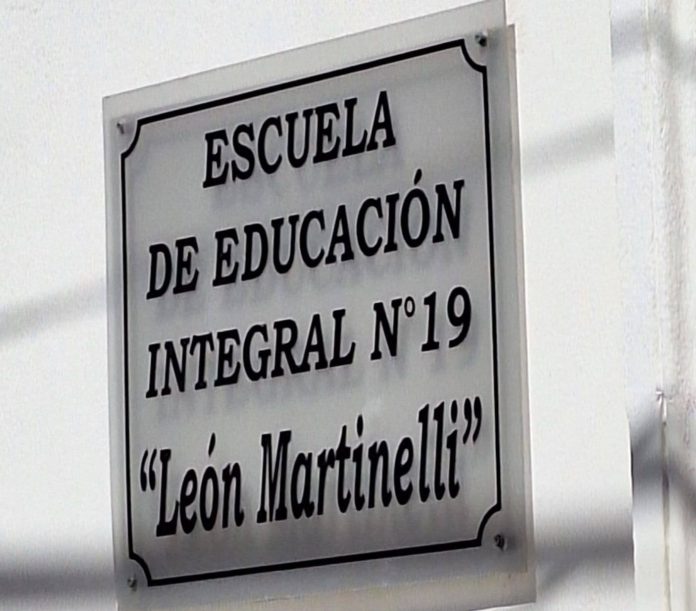 ESCUELA
DE EDUCACIÓN
INTEGRAL N°19
“León Martinelli”